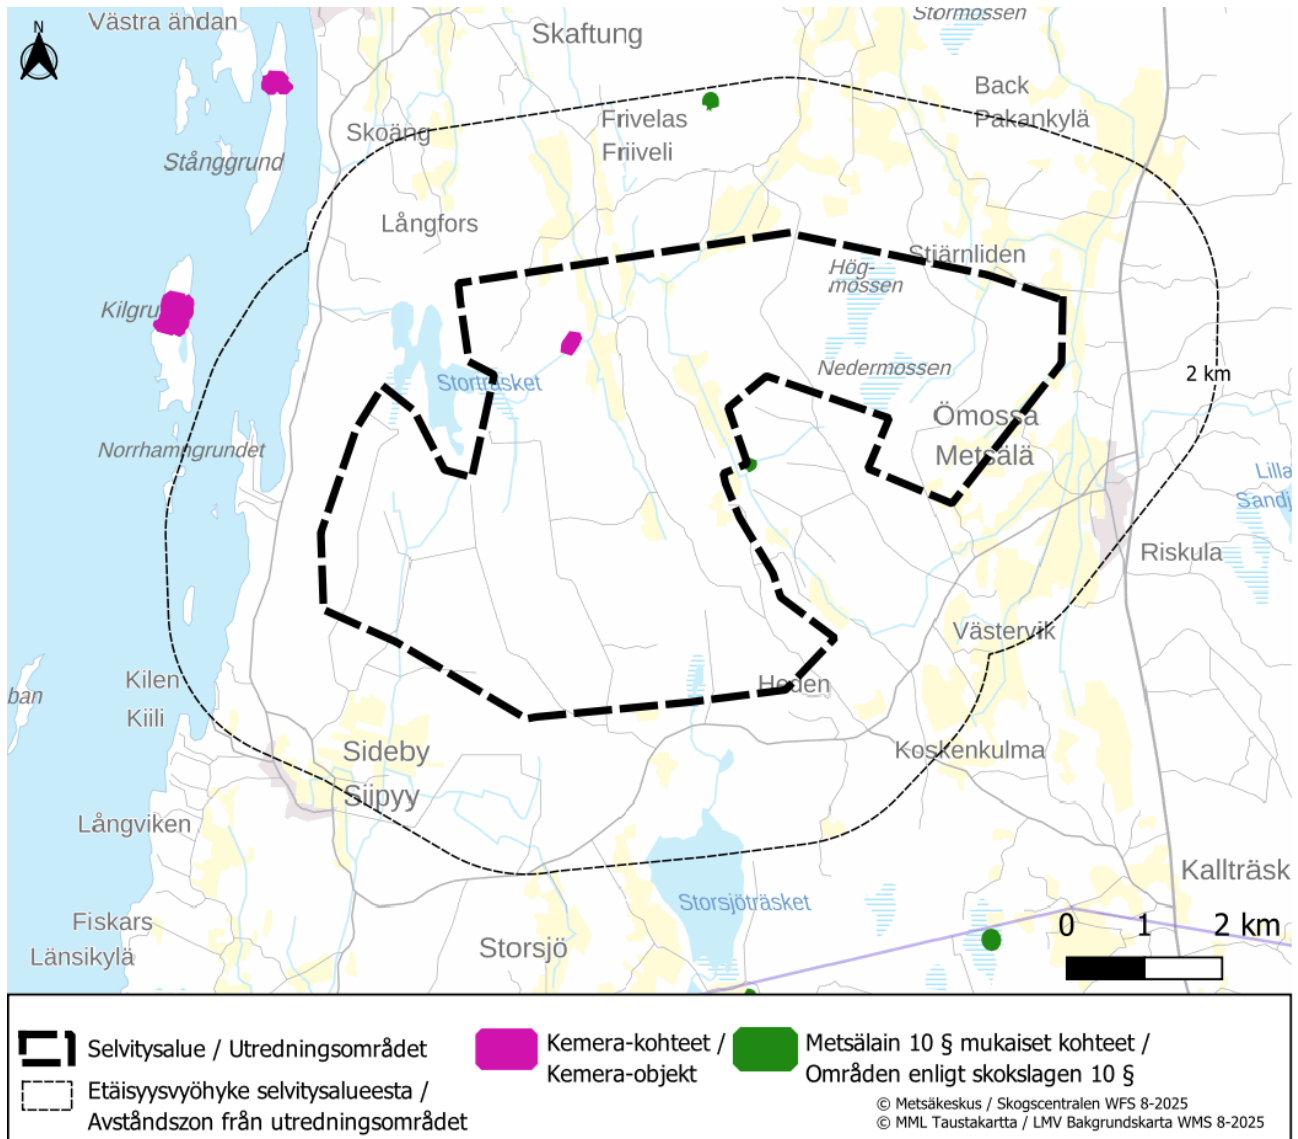 N
Västra ändan
Skaftung
Stormossen
Back
Pakankylä
Frivelas
Friiveli
Skoäng
Stånggrund
Långfors
Stjärnliden
Hög-
mossen
Kilgru
Nedermossen
2 km
Storträsket
Ömossa
Metsälä
Norrhamngrundet
Lilla
Sandj
Riskula
Västervik
Kilen
Kiili
ban
Heden
Sideby
Siipyy
Koskenkulma
Långviken
Kallträsk
Storsjöträsket
Fiskars
Länsikylä
Storsjö
0 1 2 km
Selvitysalue / Utredningsområdet
Etäisyysvyöhyke selvitysalueesta /
Avståndszon från utredningsområdet
Kemera-kohteet /
Kemera-objekt
Metsälain 10 § mukaiset kohteet /
Områden enligt skokslagen 10 §
© Metsäkeskus / Skogscentralen WFS 8-2025
© MML Taustakartta / LMV Bakgrundskarta WMS 8-2025